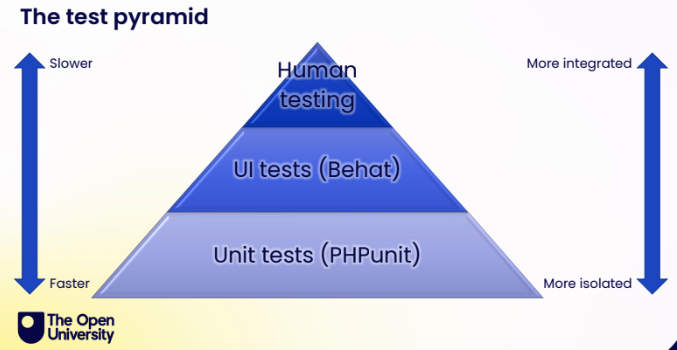 The test pyramid
Slower
More integrated
Human
testing
UI tests (Behat)
Unit tests (PHPunit)
Faster
More isolated
The Open
University